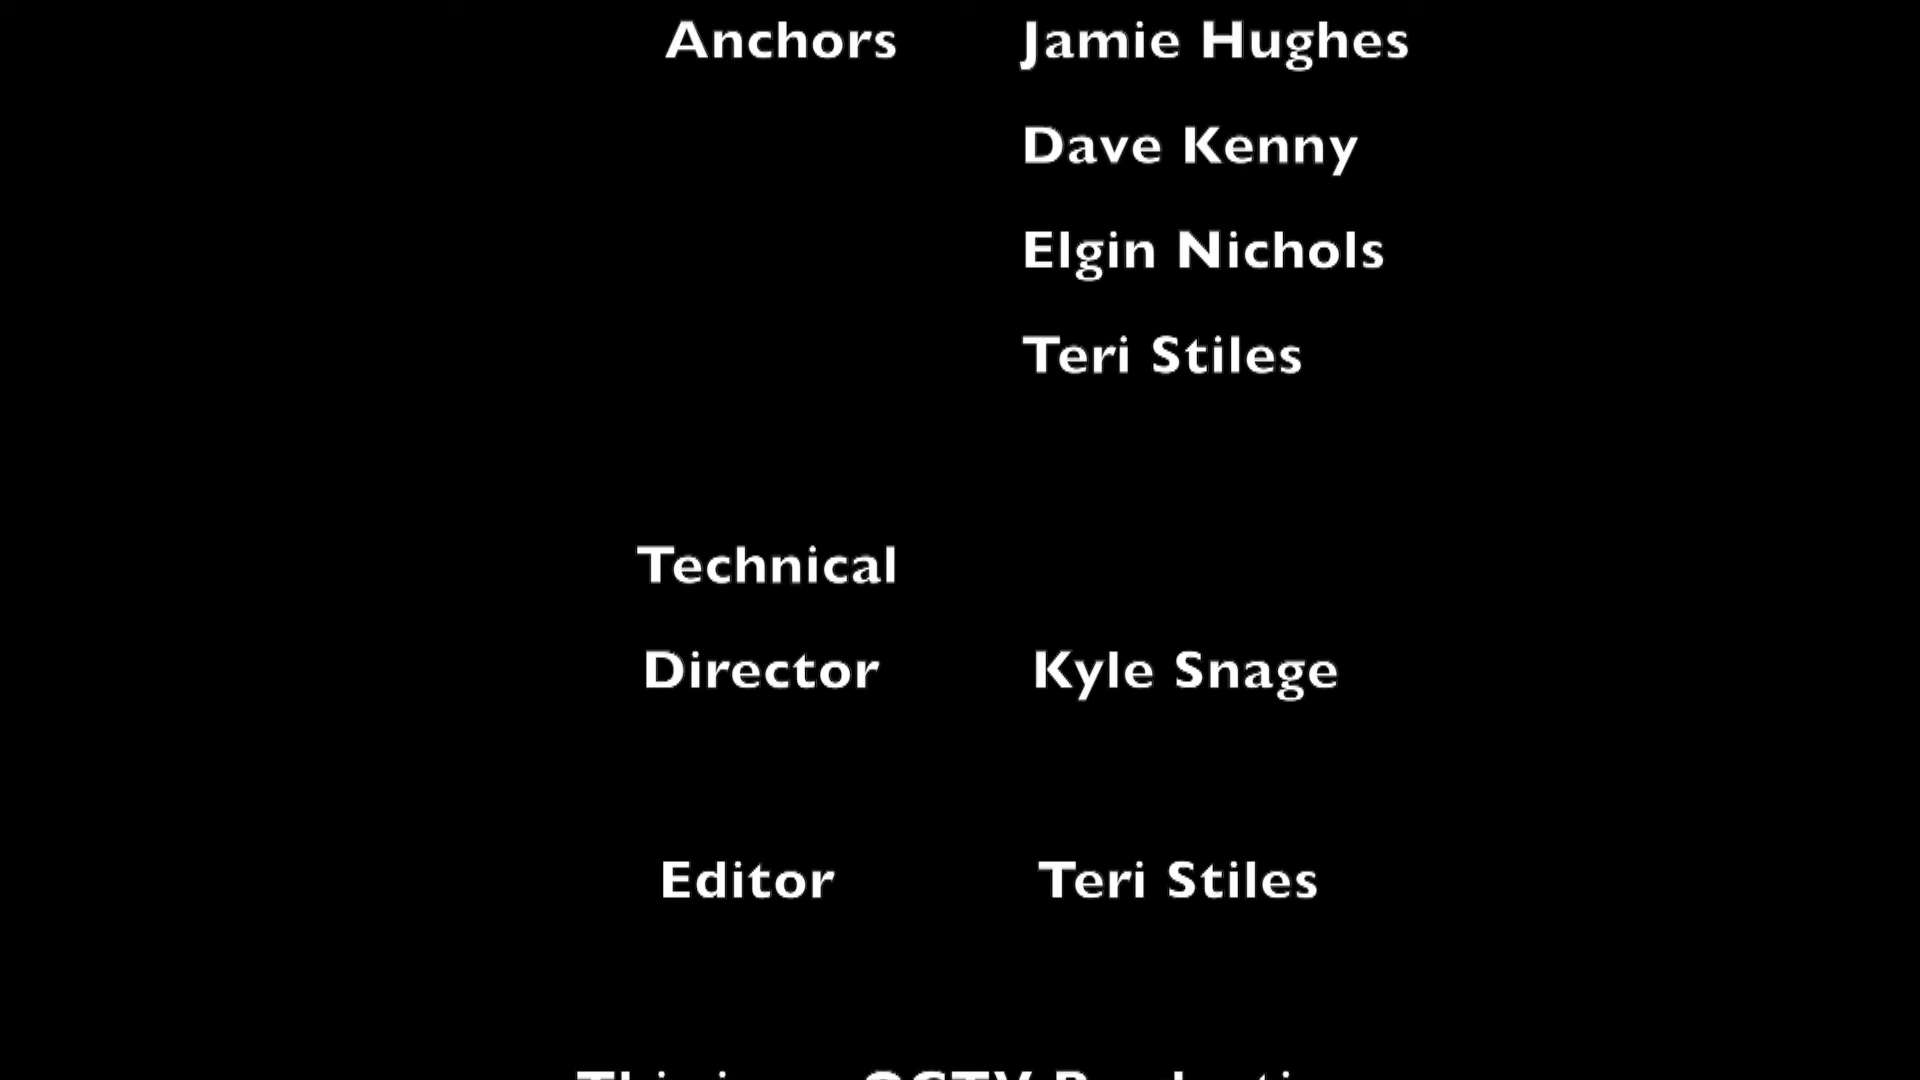 Anchors Jamie Hughes
Dave Kenny
Elgin Nichols
Teri Stiles
Technical
Director Kyle Snage
Editor Teri Stiles